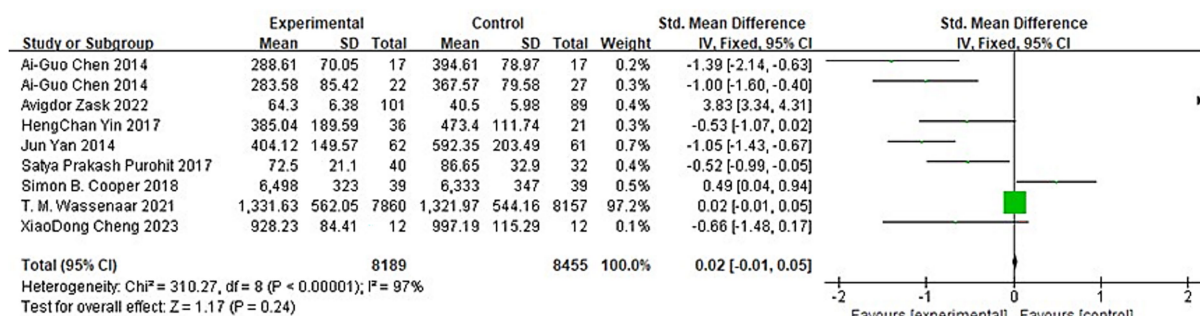 Experimental Control Std. Mean Difference Std. Mean Difference
Study or Subgroup Mean SD Total Mean SD Total Weight IV, Fixed, 95% CI IV, Fixed, 95% CI
Ai-Guo Chen 2014 288.61 70.05 17 394.61 78.97 17 0.2% -1.39 [-2.14, -0.63]
Ai-Guo Chen 2014 283.58 85.42 22 367.57 79.58 27 0.3% -1.00 [-1.60, -0.40]
Avigdor Zask 2022 64.3 6.38 101 40.5 5.98 89 0.4% 3.83 [3.34, 4.31]
HengChan Yin 2017 385.04 189.59 36 473.4 111.74 21 0.3% -0.53 [-1.07, 0.02]
Jun Yan 2014 404.12 149.57 62 592.35 203.49 61 0.7% -1.05 [-1.43, -0.67]
Satya Prakash Purohit 2017 72.5 21.1 40 86.65 32.9 32 0.4% -0.52 [-0.99, -0.05]
Simon B. Cooper 2018 6,498 323 39 6,333 347 39 0.5% 0.49 [0.04, 0.94]
T. M. Wassenaar 2021 1,331.63 562.05 7860 1,321.97 544.16 8157 97.2% 0.02 [-0.01, 0.05]
XiaoDong Cheng 2023 928.23 84.41 12 997.19 115.29 12 0.1% -0.66 [-1.48, 0.17]
Total (95% CI) 8189 8455 100.0% 0.02 [-0.01, 0.05]
Heterogeneity: Chi² = 310.27, df = 8 (P < 0.00001); I² = 97%
Test for overall effect: Z = 1.17 (P = 0.24)
-2 -1 0 1 2
Favours [experimental] Favours [control]